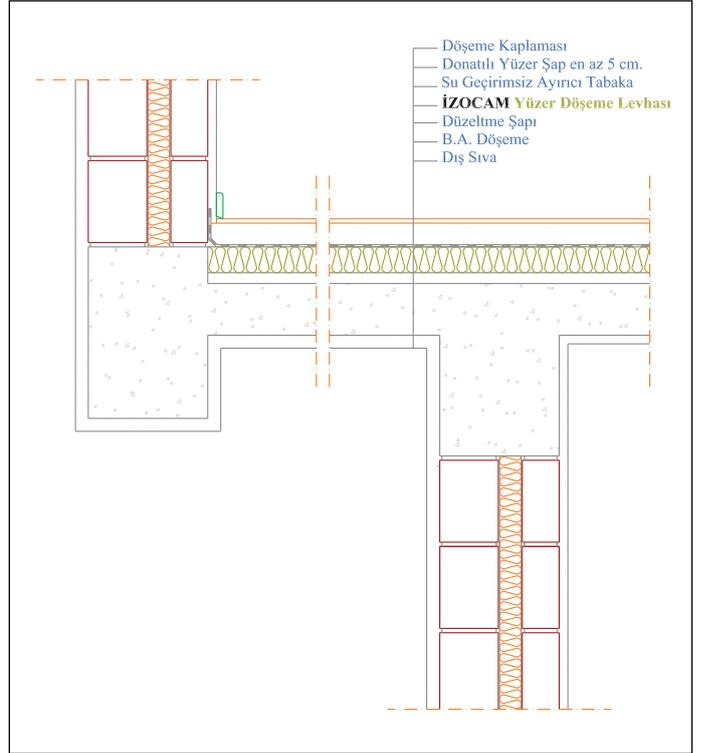 Döşeme Kaplaması
Donatılı Yüzer Şap en az 5 cm.
Su Geçirimsiz Ayırıcı Tabaka
İZOCAM Yüzer Döşeme Levhası
Düzeltme Şapı
B.A. Döşeme
Dış Sıva